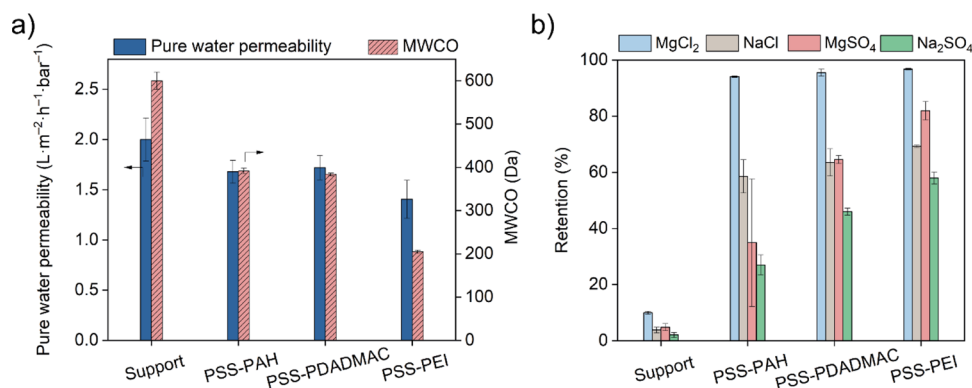 a)
Pure water permeability
MWCO
Pure water permeability (L·m⁻²·h⁻¹·bar⁻¹)
2.5
2.0
1.5
1.0
0.5
0.0
600
500
400
300
200
100
0
MWCO (Da)
Support
PSS-PAH
PSS-PDADMAC
PSS-PEI
b)
MgCl₂
NaCl
MgSO₄
Na₂SO₄
Retention (%)
100
80
60
40
20
0
Support
PSS-PAH
PSS-PDADMAC
PSS-PEI